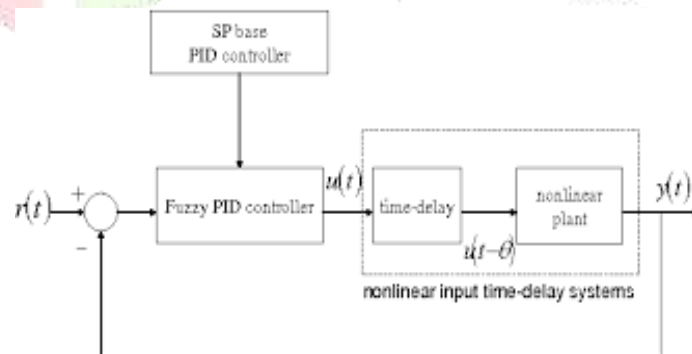 SP base
PID controller
r(t)
+
−
Fuzzy PID controller
u(t)
time-delay
u(t−θ)
nonlinear
plant
y(t)
nonlinear input time-delay systems